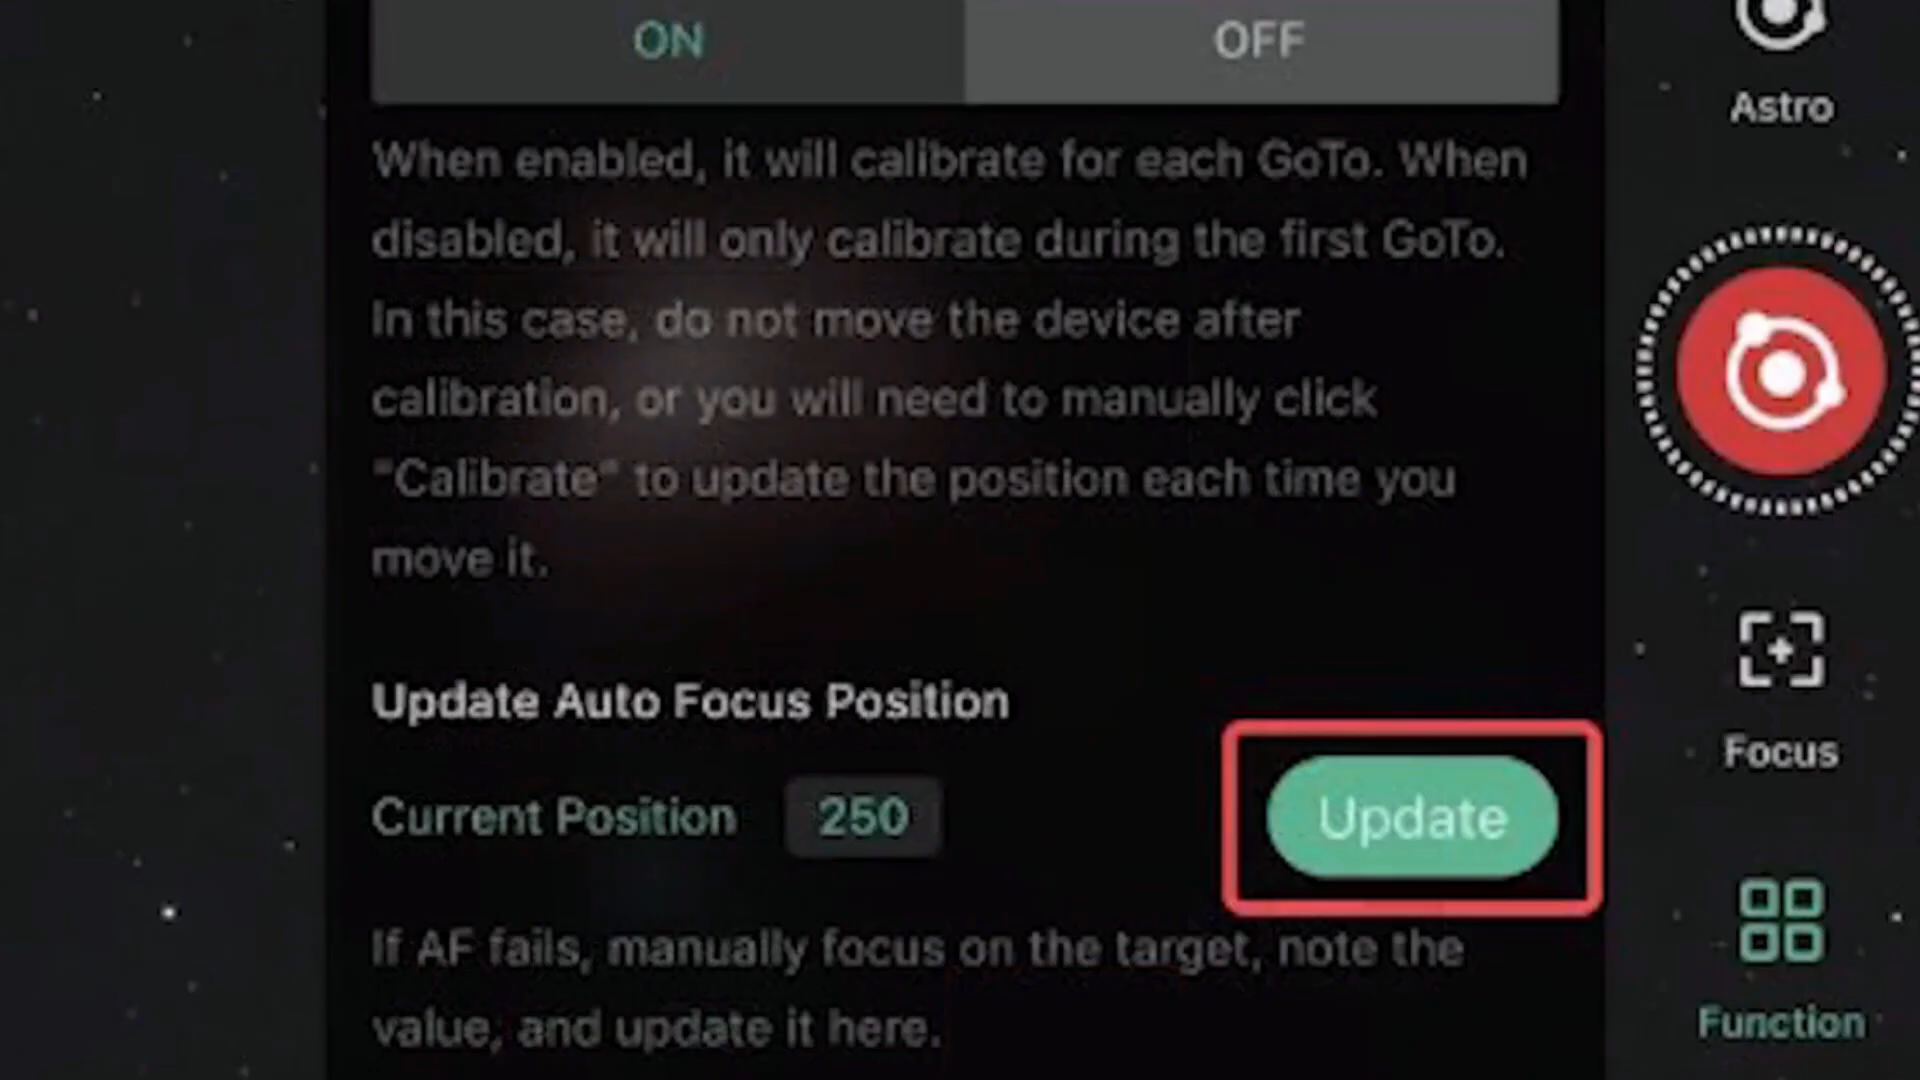 ON
OFF
When enabled, it will calibrate for each GoTo. When
disabled, it will only calibrate during the first GoTo.
In this case, do not move the device after
calibration, or you will need to manually click
"Calibrate" to update the position each time you
move it.
Update Auto Focus Position
Current Position
250
Update
If AF fails, manually focus on the target, note the
value, and update it here.
Astro
Focus
Function